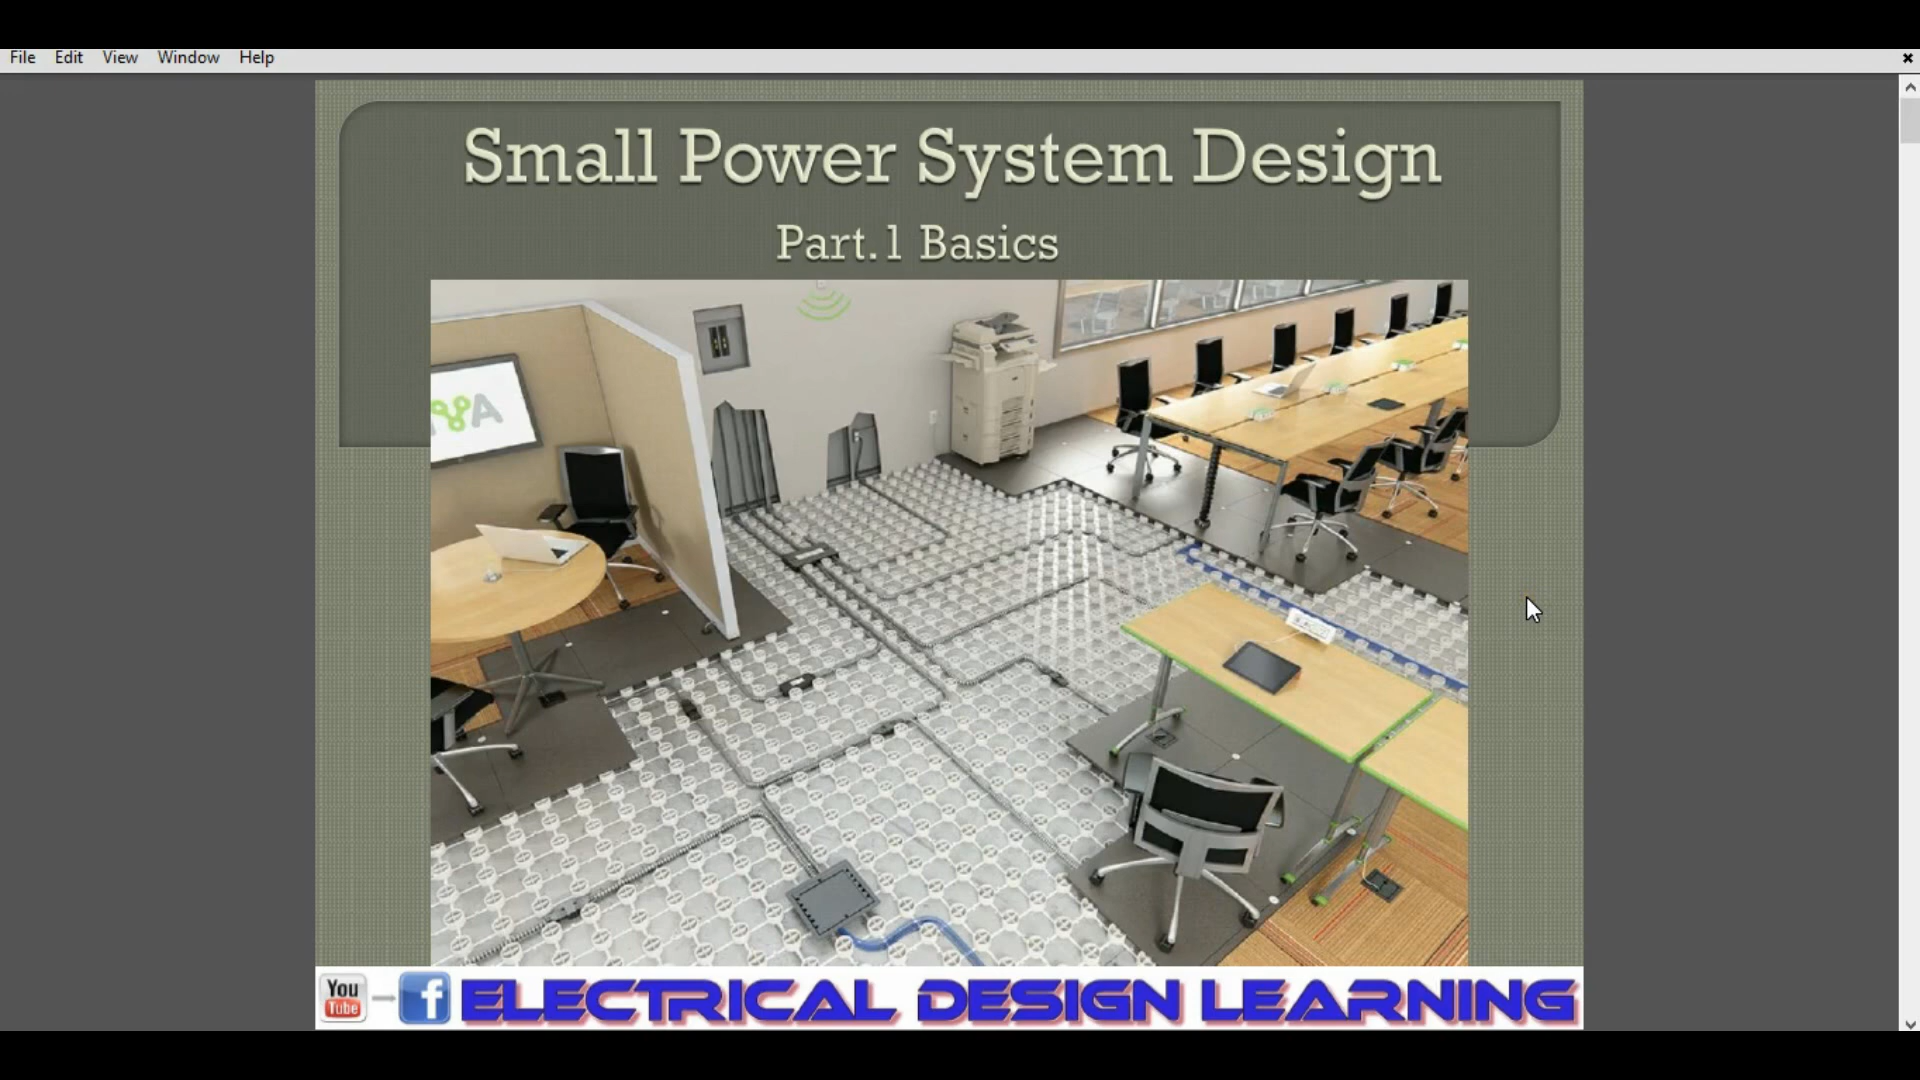 File Edit View Window Help
Small Power System Design
Part.1 Basics
You
Tube
f ELECTRICAL DESIGN LEARNING